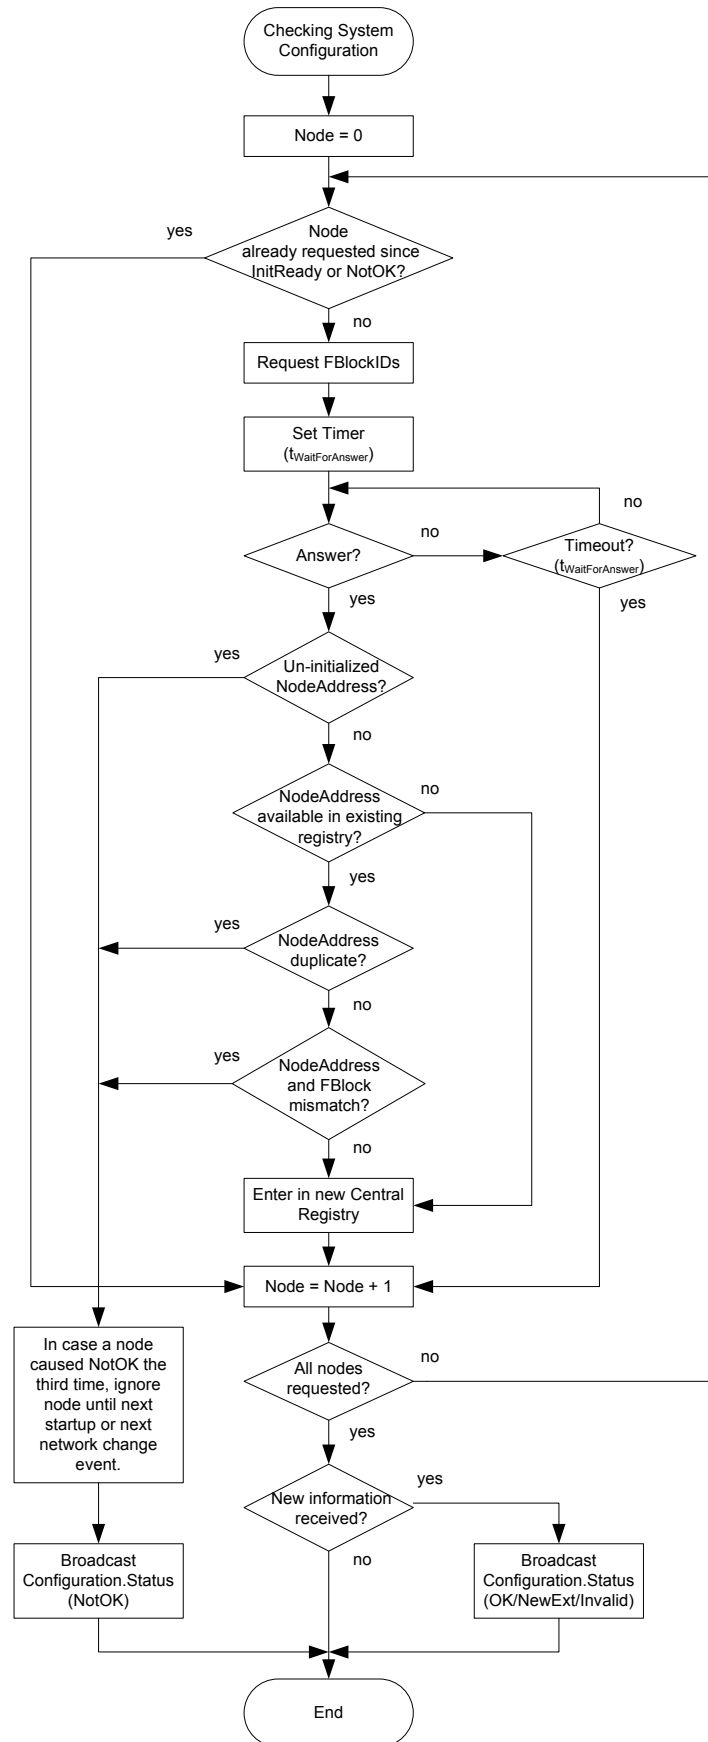 Checking System
Configuration
Node = 0
yes
Node
already requested since
InitReady or NotOK?
no
Request FBlockIDs
Set Timer
(tWaitForAnswer)
no
Answer?
no
Timeout?
(tWaitForAnswer)
yes
yes
yes
Un-initialized
NodeAddress?
no
NodeAddress
available in existing
registry?
no
yes
yes
NodeAddress
duplicate?
no
yes
NodeAddress
and FBlock
mismatch?
no
Enter in new Central
Registry
Node = Node + 1
In case a node
caused NotOK the
third time, ignore
node until next
startup or next
network change
event.
All nodes
requested?
no
yes
New information
received?
yes
no
Broadcast
Configuration.Status
(NotOK)
Broadcast
Configuration.Status
(OK/NewExt/Invalid)
End